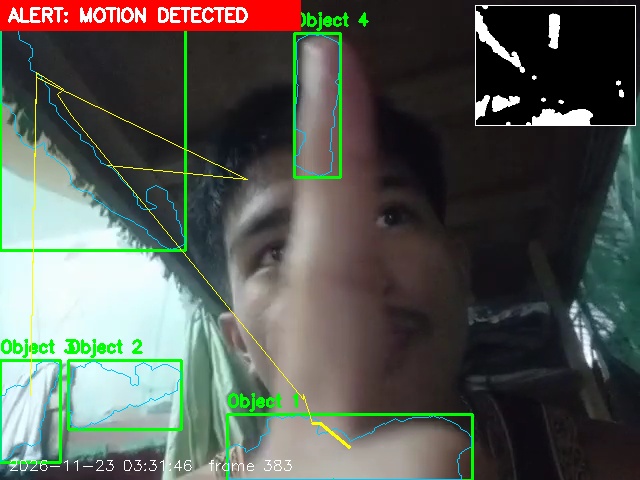 ALERT: MOTION DETECTED
Object 4
Object 3
Object 2
Object 1
2026-11-23 03:31:46 frame 383